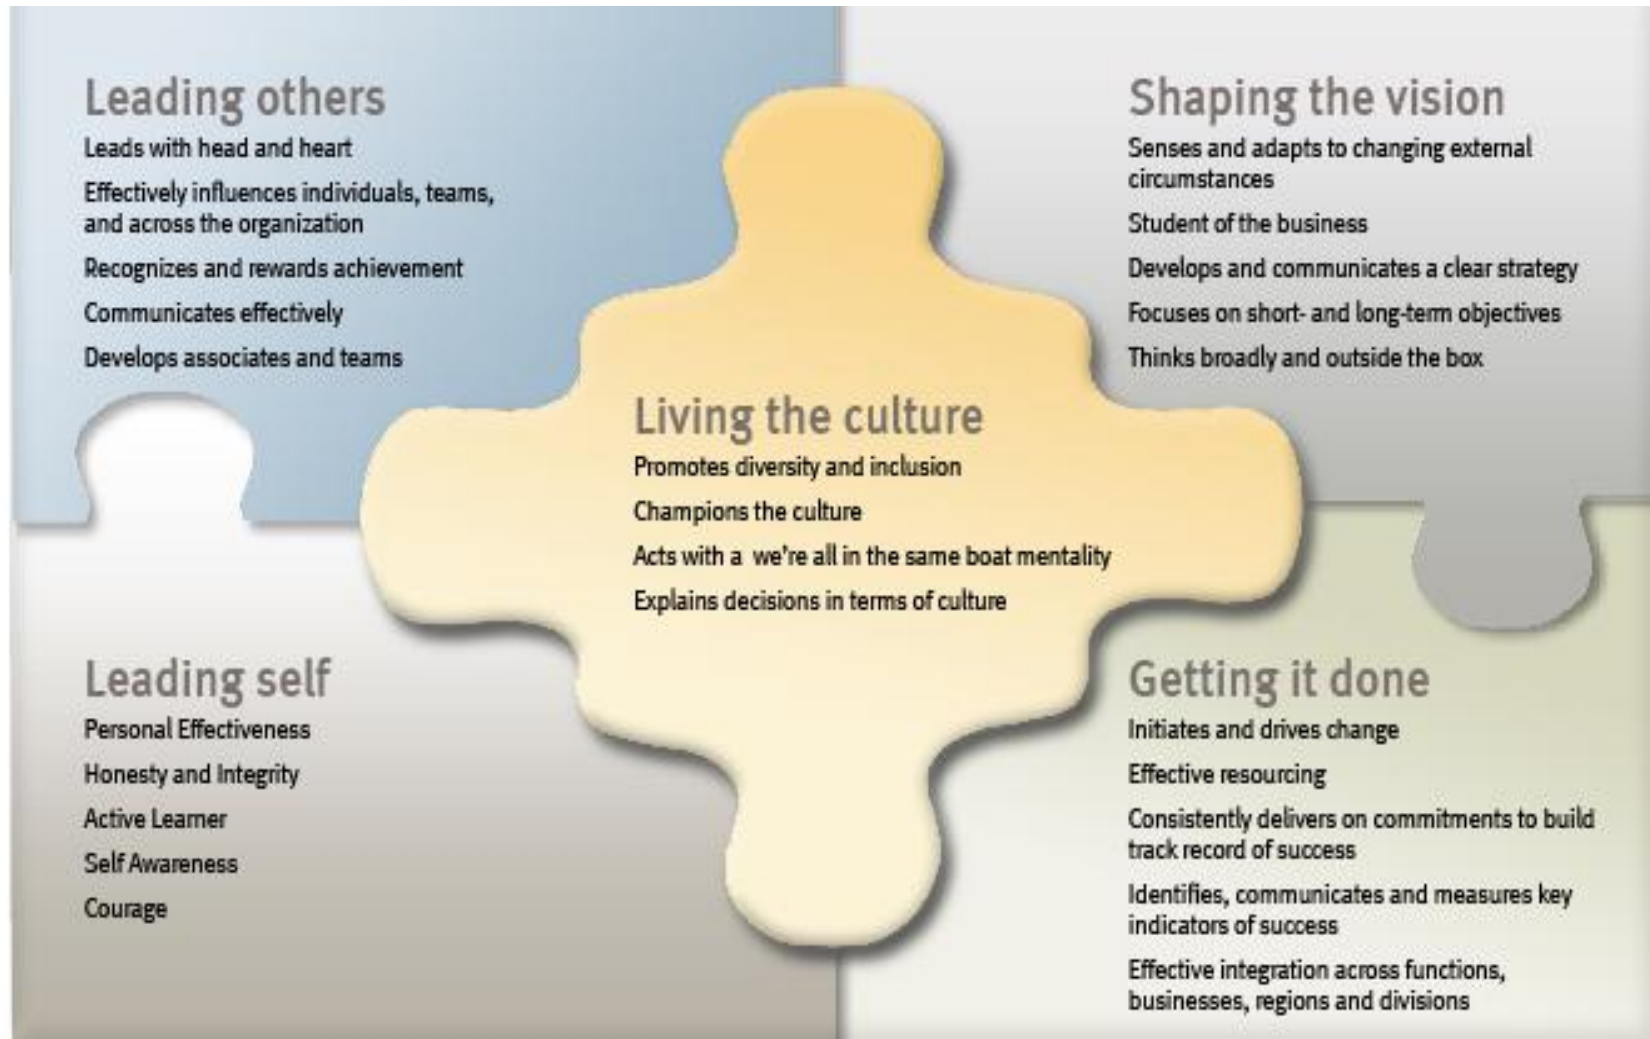 Leading others
Leads with head and heart
Effectively influences individuals, teams,
and across the organization
Recognizes and rewards achievement
Communicates effectively
Develops associates and teams
Shaping the vision
Senses and adapts to changing external
circumstances
Student of the business
Develops and communicates a clear strategy
Focuses on short- and long-term objectives
Thinks broadly and outside the box
Living the culture
Promotes diversity and inclusion
Champions the culture
Acts with a we're all in the same boat mentality
Explains decisions in terms of culture
Leading self
Personal Effectiveness
Honesty and Integrity
Active Learner
Self Awareness
Courage
Getting it done
Initiates and drives change
Effective resourcing
Consistently delivers on commitments to build
track record of success
Identifies, communicates and measures key
indicators of success
Effective integration across functions,
businesses, regions and divisions